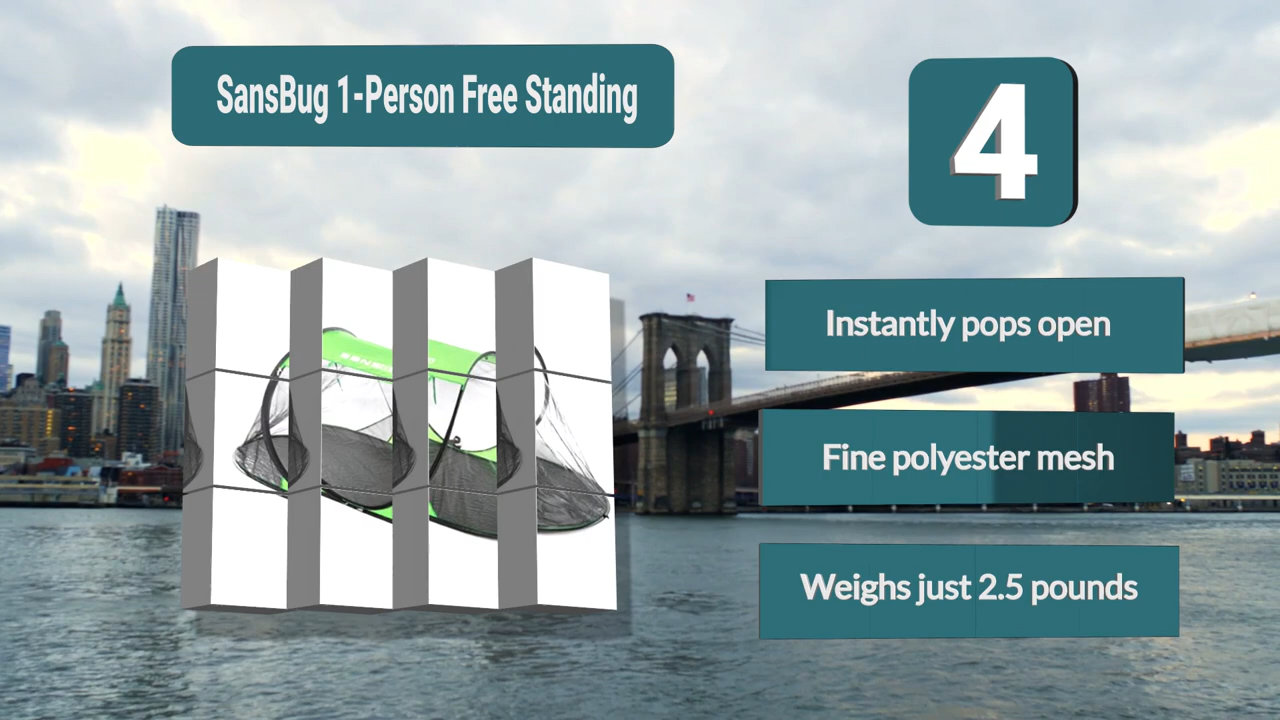 SansBug 1-Person Free Standing
4
Instantly pops open
Fine polyester mesh
Weighs just 2.5 pounds